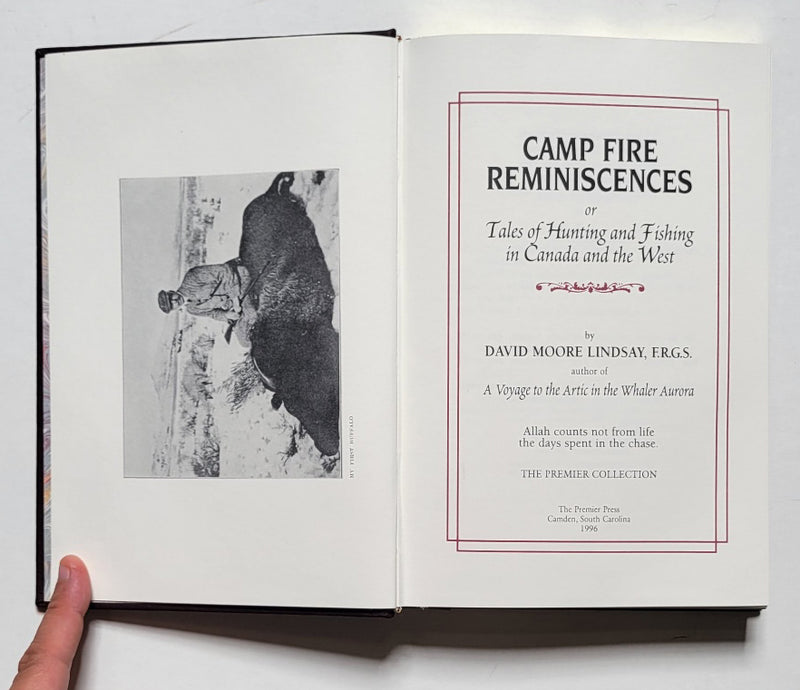 MY FIRST BUFFALO
CAMP FIRE
REMINISCENCES
or
Tales of Hunting and Fishing
in Canada and the West
by
DAVID MOORE LINDSAY, F.R.G.S.
author of
A Voyage to the Artic in the Whaler Aurora
Allah counts not from life
the days spent in the chase.
THE PREMIER COLLECTION
The Premier Press
Camden, South Carolina
1996